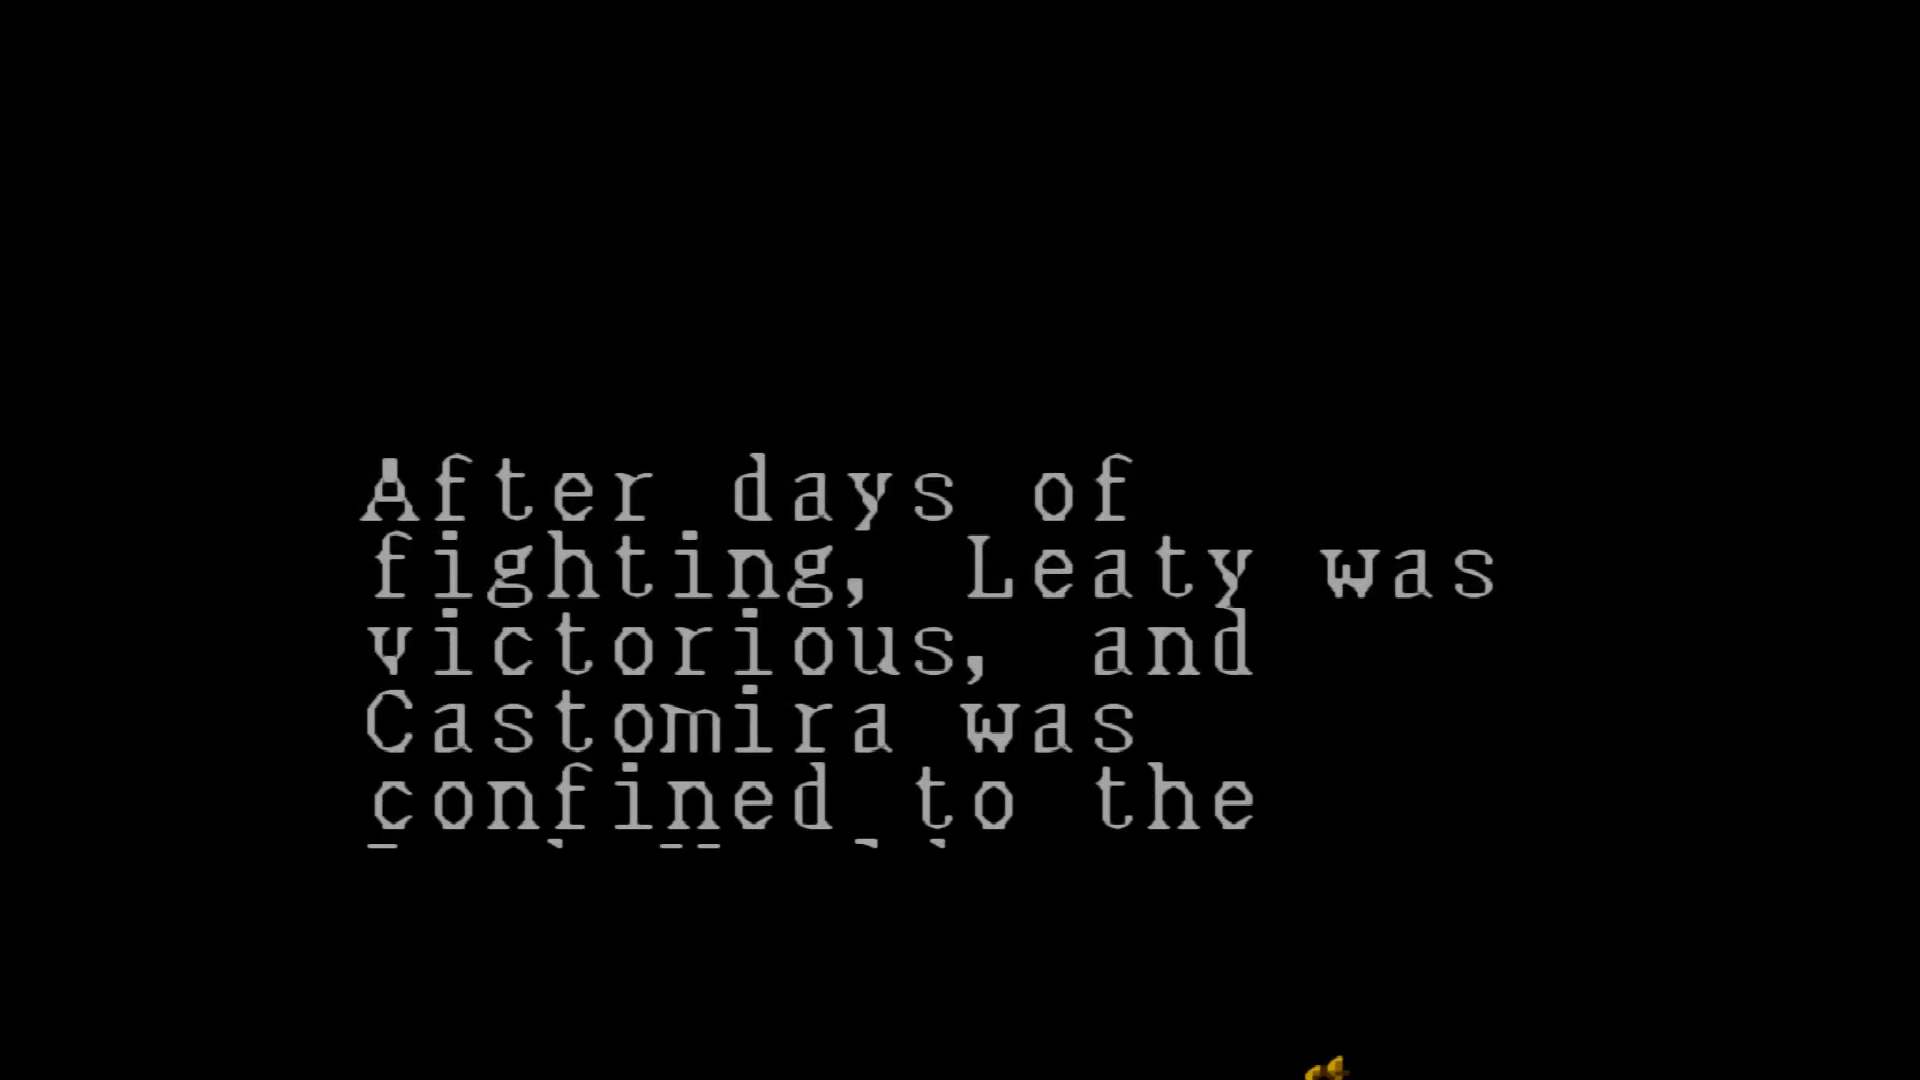 After days of
fighting, Leaty was
victorious, and
Castomira was
confined to the